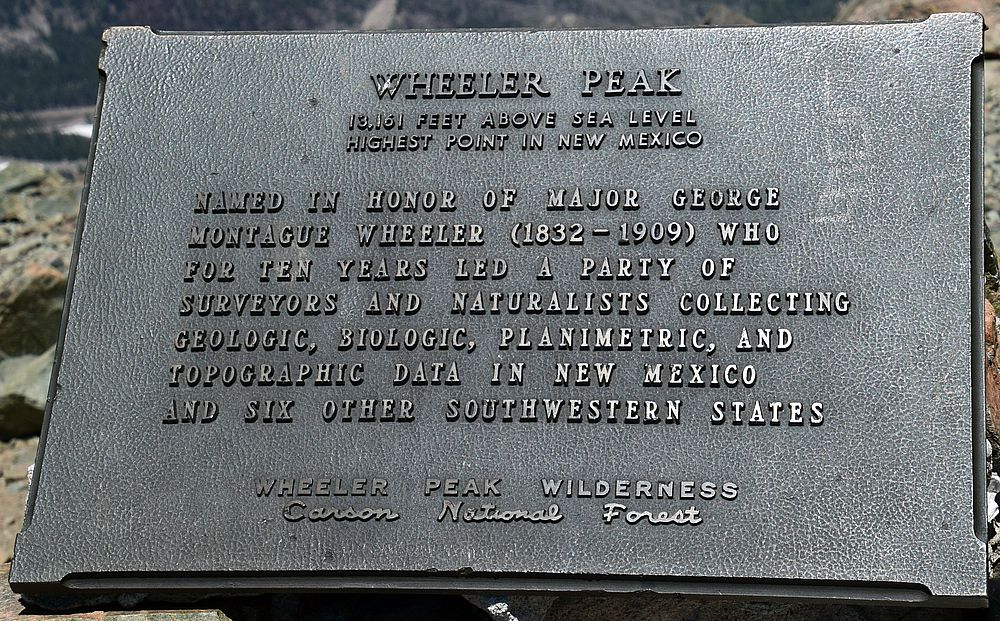 WHEELER PEAK
13,161 FEET ABOVE SEA LEVEL
HIGHEST POINT IN NEW MEXICO
NAMED IN HONOR OF MAJOR GEORGE
MONTAGUE WHEELER (1832-1909) WHO
FOR TEN YEARS LED A PARTY OF
SURVEYORS AND NATURALISTS COLLECTING
GEOLOGIC, BIOLOGIC, PLANIMETRIC, AND
TOPOGRAPHIC DATA IN NEW MEXICO
AND SIX OTHER SOUTHWESTERN STATES
WHEELER PEAK WILDERNESS
Carson National Forest